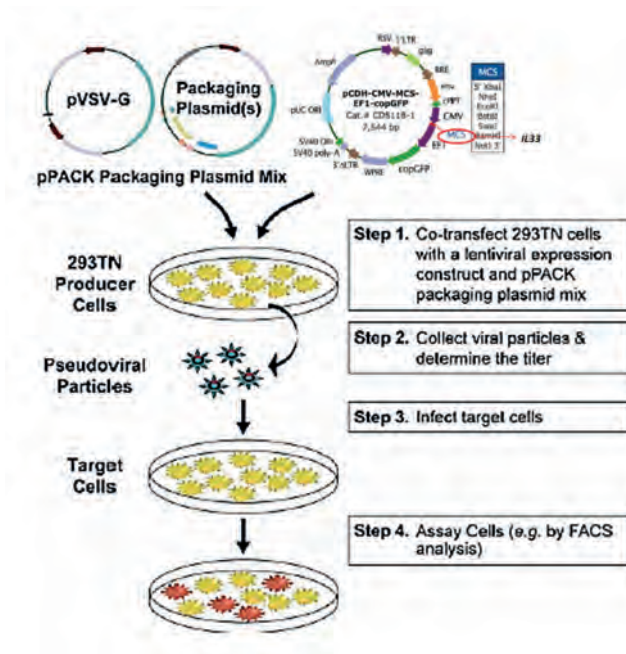 pVSV-G
Packaging
Plasmid(s)
pPACK Packaging Plasmid Mix
AmpR
RSV
5'LTR
gag
RRE
cPPT
CMV
MCS
EF1
copGFP
WPRE
3'ΔLTR
SV40 poly-A
SV40 ORI
pUC ORI
pCDH-CMV-MCS-
EF1-copGFP
Cat.# CD511B-1
7,544 bp
MCS
5' XbaI
NheI
EcoRI
BstBI
SwaI
BamHI
NotI 3'
IL33
293TN
Producer
Cells
Step 1. Co-transfect 293TN cells
with a lentiviral expression
construct and pPACK
packaging plasmid mix
Pseudoviral
Particles
Step 2. Collect viral particles &
determine the titer
Step 3. Infect target cells
Target
Cells
Step 4. Assay Cells (e.g. by FACS
analysis)